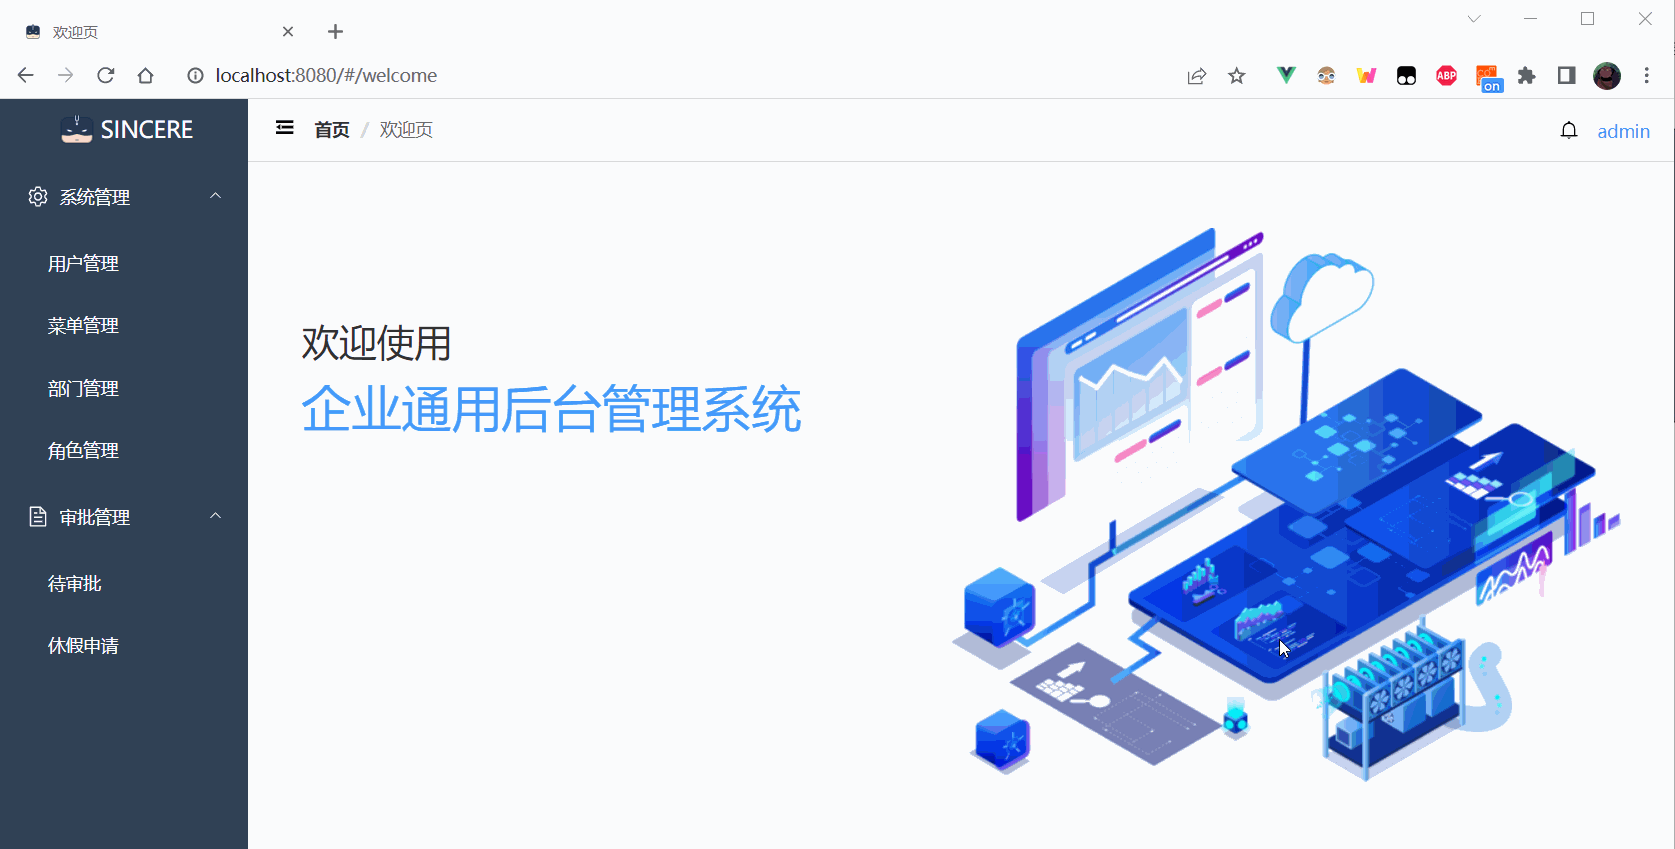 欢迎页
localhost:8080/#/welcome
ABP
on
SINCERE
首页 / 欢迎页
admin
系统管理
用户管理
菜单管理
部门管理
角色管理
审批管理
待审批
休假申请
欢迎使用
企业通用后台管理系统